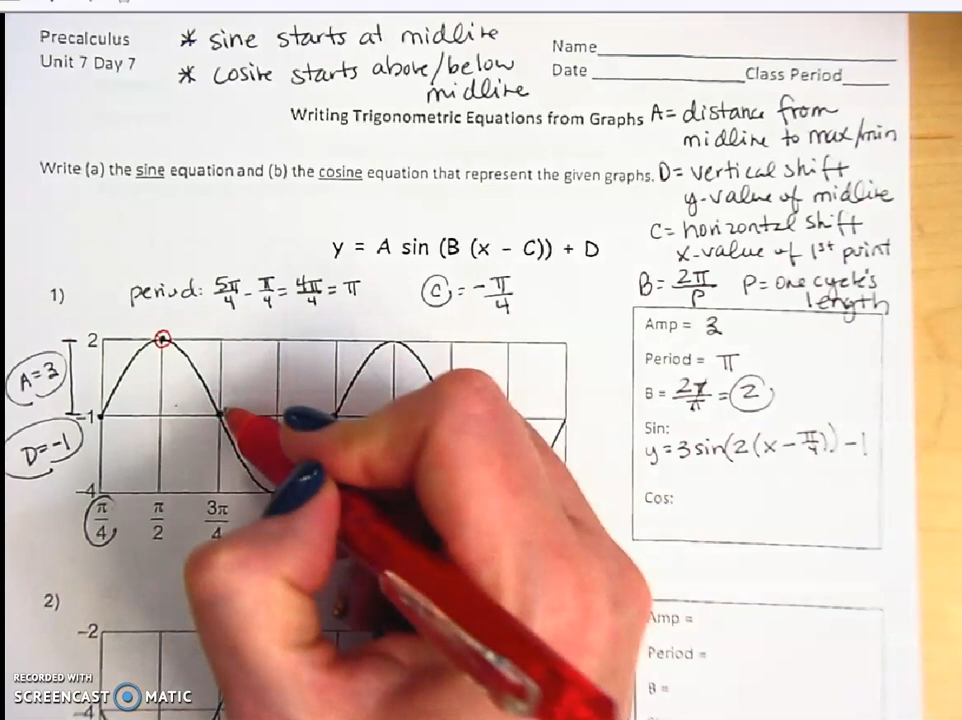 Precalculus
Unit 7 Day 7
* sine starts at midline
* cosine starts above/below
midline
Name
Date Class Period
Writing Trigonometric Equations from Graphs
A= distance from
midline to max/min
Write (a) the sine equation and (b) the cosine equation that represent the given graphs.
D= vertical shift
y-value of midline
C= horizontal shift
x-value of 1st point
y = A sin (B (x - C)) + D
B= 2π/P P= one cycle's
length
1)
period: 5π/4 - π/4 = 4π/4 = π
C = -π/4
2
-1
-4
A=3
D=-1
π/4 π/2 3π/4
Amp = 3
Period = π
B = 2π/π = 2
Sin:
y = 3 sin(2(x - π/4)) - 1
Cos:
2)
-2
-4
Amp =
Period =
B =
RECORDED WITH
SCREENCAST MATIC